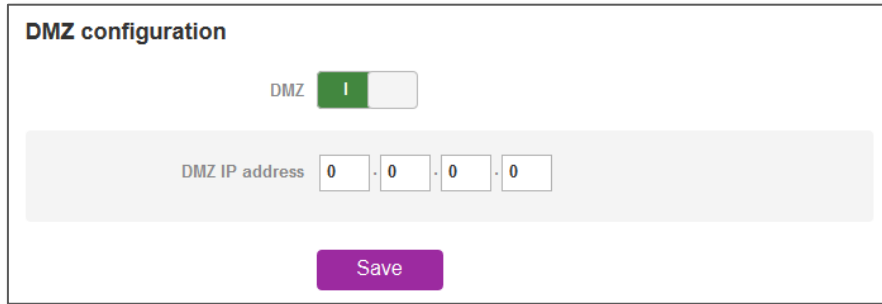 DMZ configuration
DMZ I
DMZ IP address 0 . 0 . 0 . 0
Save